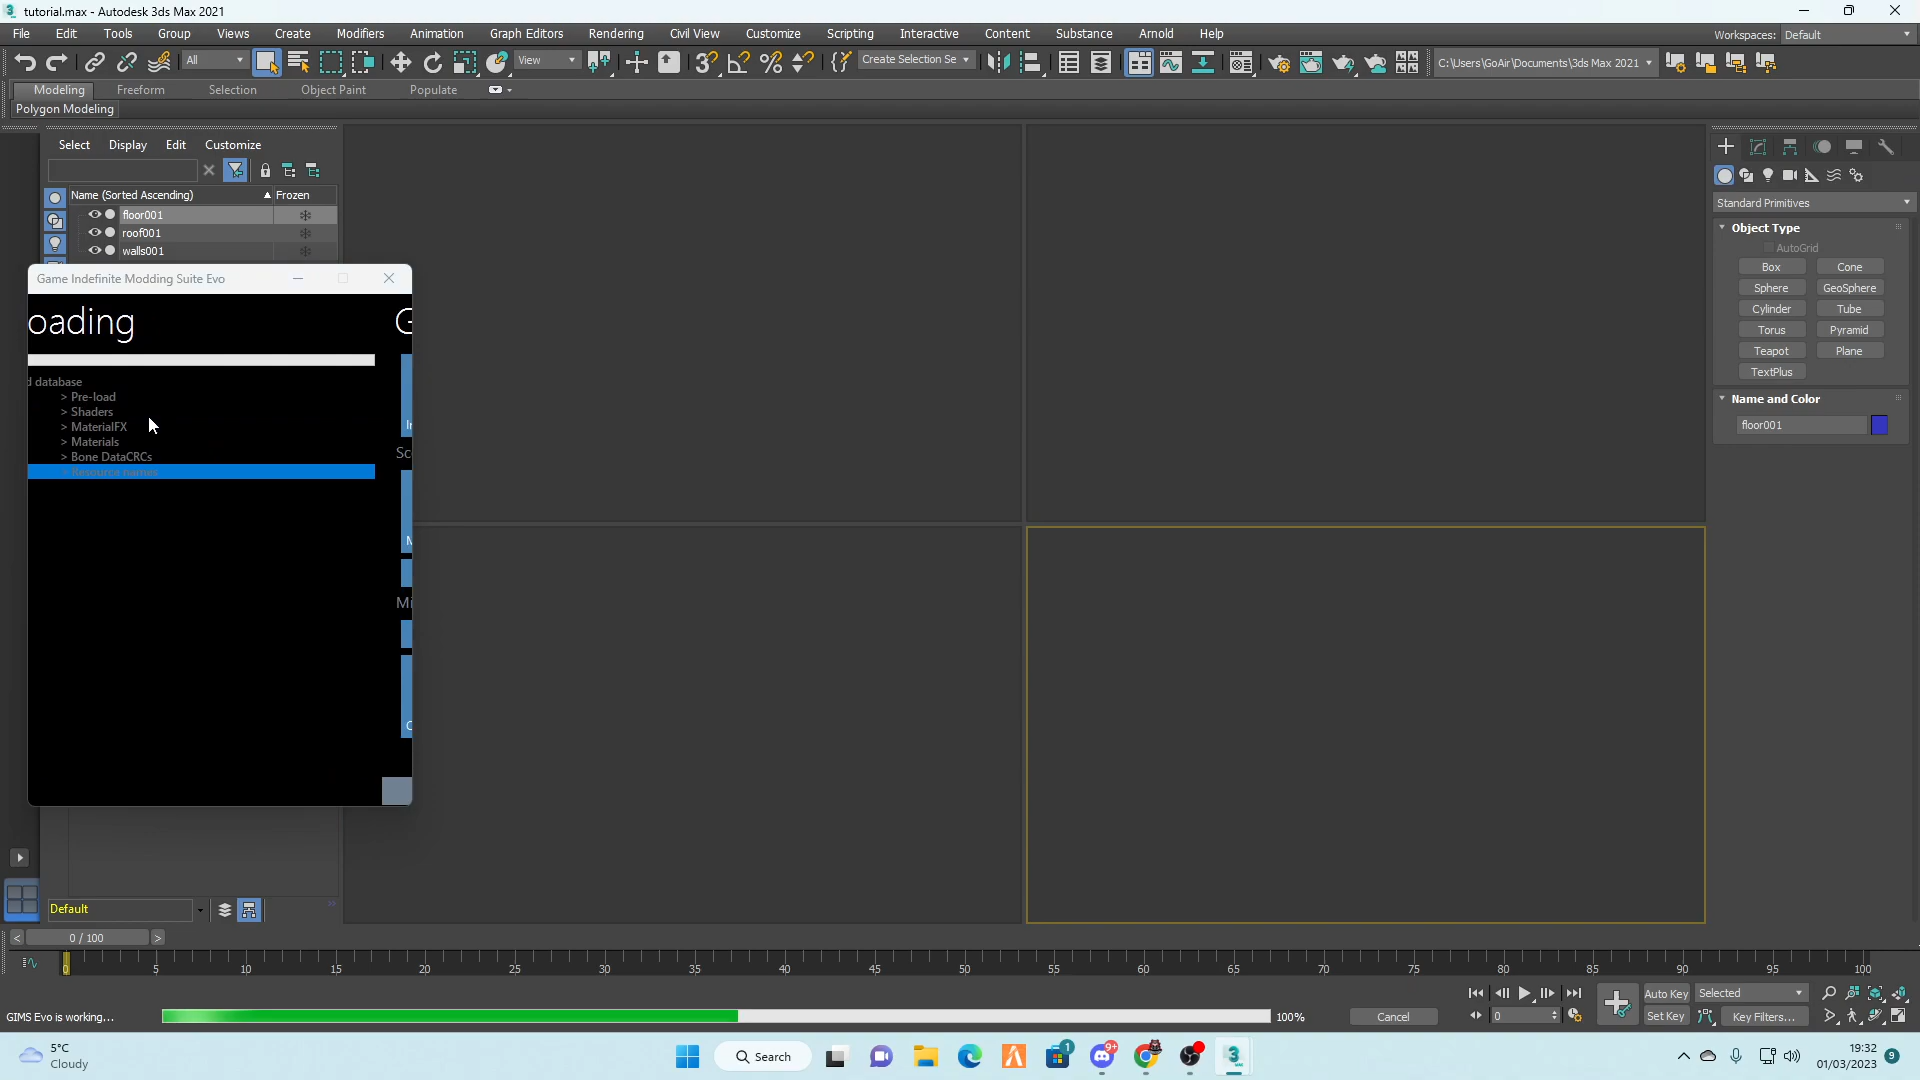 tutorial.max - Autodesk 3ds Max 2021
File Edit Tools Group Views Create Modifiers Animation Graph Editors Rendering Civil View Customize Scripting Interactive Content Substance Arnold Help
Workspaces: Default
All
View
Create Selection Se
C:\Users\GoAir\Documents\3ds Max 2021
Modeling Freeform Selection Object Paint Populate
Polygon Modeling
Select Display Edit Customize
Name (Sorted Ascending) Frozen
floor001
roof001
walls001
Game Indefinite Modding Suite Evo
oading
G
d database
> Pre-load
> Shaders
> MaterialFX
> Materials
> Bone DataCRCs
> Resource names
Sc
Mi
Standard Primitives
Object Type
AutoGrid
Box Cone
Sphere GeoSphere
Cylinder Tube
Torus Pyramid
Teapot Plane
TextPlus
Name and Color
floor001
Default
< 0 / 100 >
0 5 10 15 20 25 30 35 40 45 50 55 60 65 70 75 80 85 90 95 100
GIMS Evo is working...
100%
Cancel
0
Auto Key Selected
Set Key Key Filters...
5°C
Cloudy
Search
1
9+
19:32
01/03/2023
9